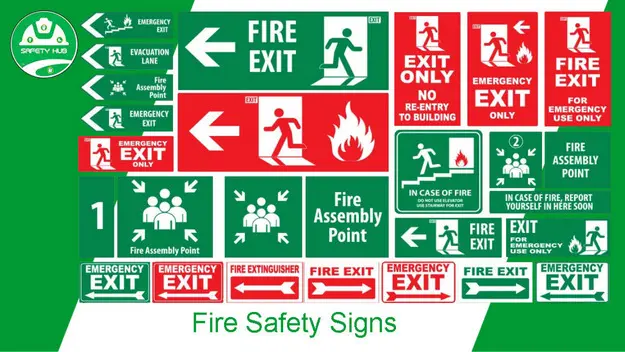 SAFETY HUB
EMERGENCY
EXIT
EVACUATION
LANE
Fire
Assembly
Point
EMERGENCY
EXIT
EMERGENCY
EXIT
ONLY
FIRE
EXIT
EXIT
EXIT
EXIT
ONLY
NO
RE-ENTRY
TO BUILDING
EMERGENCY
EXIT
ONLY
EXIT
FIRE
EXIT
FOR
EMERGENCY
USE ONLY
IN CASE OF FIRE
DO NOT USE ELEVATOR
USE STAIRWAY FOR EXIT
2
FIRE
ASSEMBLY
POINT
IN CASE OF FIRE, REPORT
YOURSELF IN HERE SOON
1
Fire Assembly Point
Fire
Assembly
Point
FIRE
EXIT
EXIT
FOR
EMERGENCY
USE ONLY
EMERGENCY
EXIT
EMERGENCY
EXIT
FIRE EXTINGUISHER
FIRE EXIT
EMERGENCY
EXIT
FIRE EXIT
EMERGENCY
EXIT
Fire Safety Signs